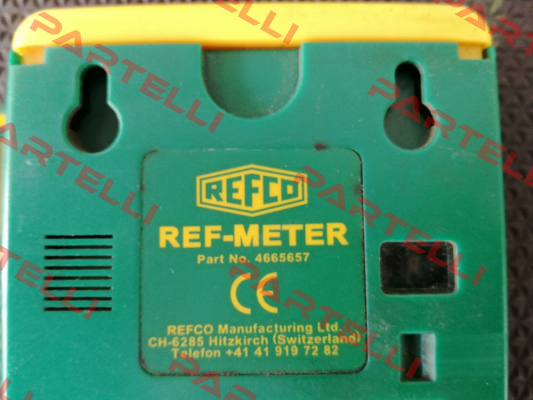 REFCO
REF-METER
Part No. 4665657
CE
REFCO Manufacturing Ltd.
CH-6285 Hitzkirch (Switzerland)
Telefon +41 41 919 72 82
PARTELLI
PARTELLI
PARTELLI
PARTELLI
PARTELLI
PARTELLI